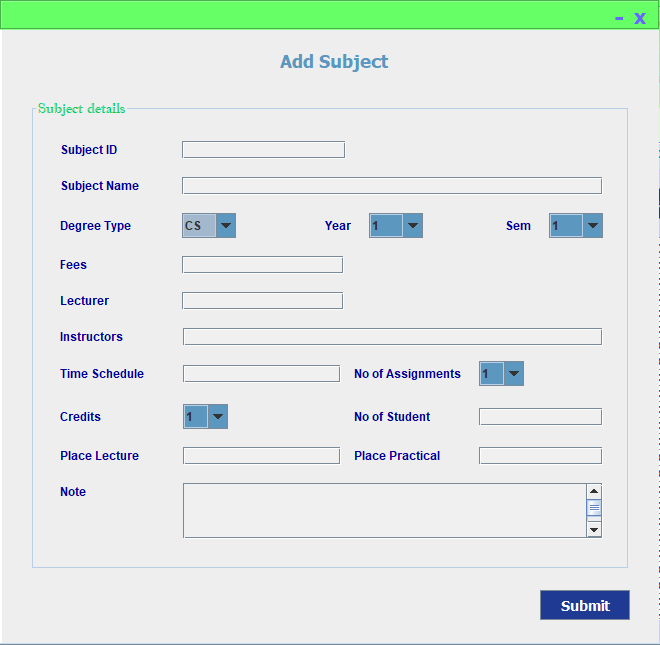 - X
Add Subject
Subject details
Subject ID
Subject Name
Degree Type CS Year 1 Sem 1
Fees
Lecturer
Instructors
Time Schedule No of Assignments 1
Credits 1 No of Student
Place Lecture Place Practical
Note
Submit